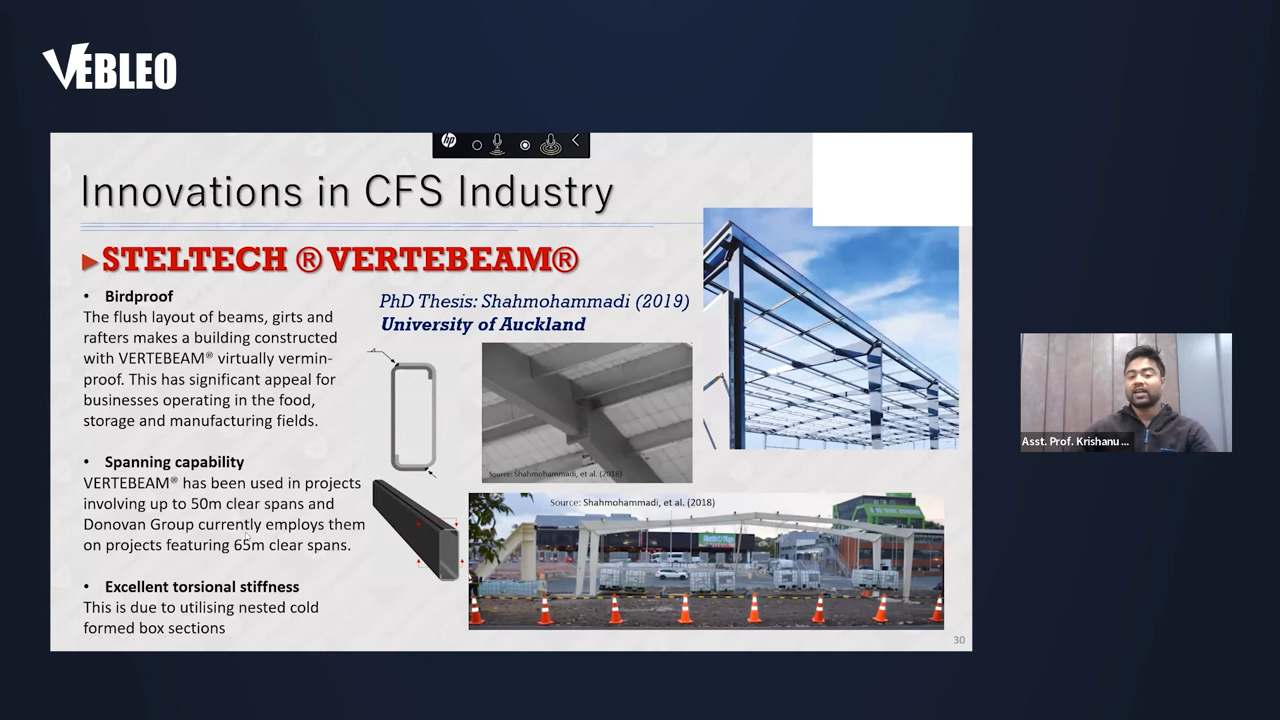 VEBLEO
hp
Innovations in CFS Industry
STELTECH ® VERTEBEAM®
• Birdproof
The flush layout of beams, girts and
rafters makes a building constructed
with VERTEBEAM® virtually vermin-
proof. This has significant appeal for
businesses operating in the food,
storage and manufacturing fields.
• Spanning capability
VERTEBEAM® has been used in projects
involving up to 50m clear spans and
Donovan Group currently employs them
on projects featuring 65m clear spans.
• Excellent torsional stiffness
This is due to utilising nested cold
formed box sections
PhD Thesis: Shahmohammadi (2019)
University of Auckland
Source: Shahmohammadi, et al. (2018)
Source: Shahmohammadi, et al. (2018)
30
Asst. Prof. Krishanu ...